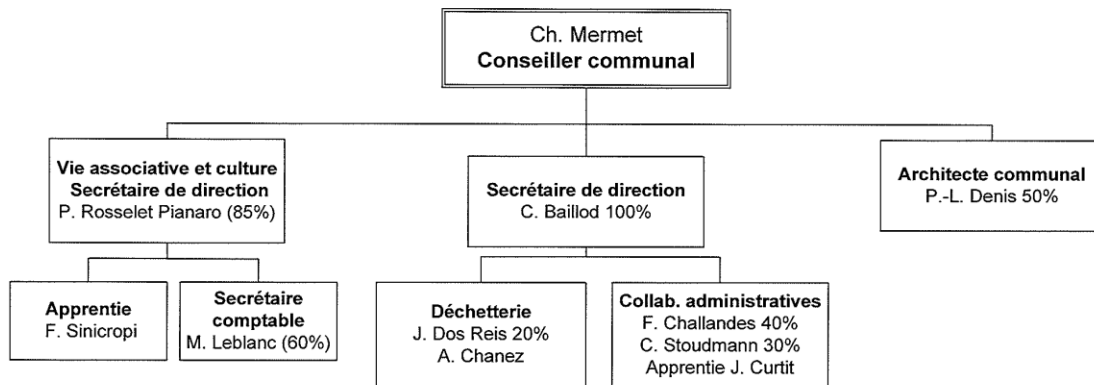 Ch. Mermet
Conseiller communal
Vie associative et culture
Secrétaire de direction
P. Rosselet Pianaro (85%)
Secrétaire de direction
C. Baillod 100%
Architecte communal
P.-L. Denis 50%
Apprentie
F. Sinicropi
Secrétaire
comptable
M. Leblanc (60%)
Déchetterie
J. Dos Reis 20%
A. Chanez
Collab. administratives
F. Challandes 40%
C. Stoudmann 30%
Apprentie J. Curtit